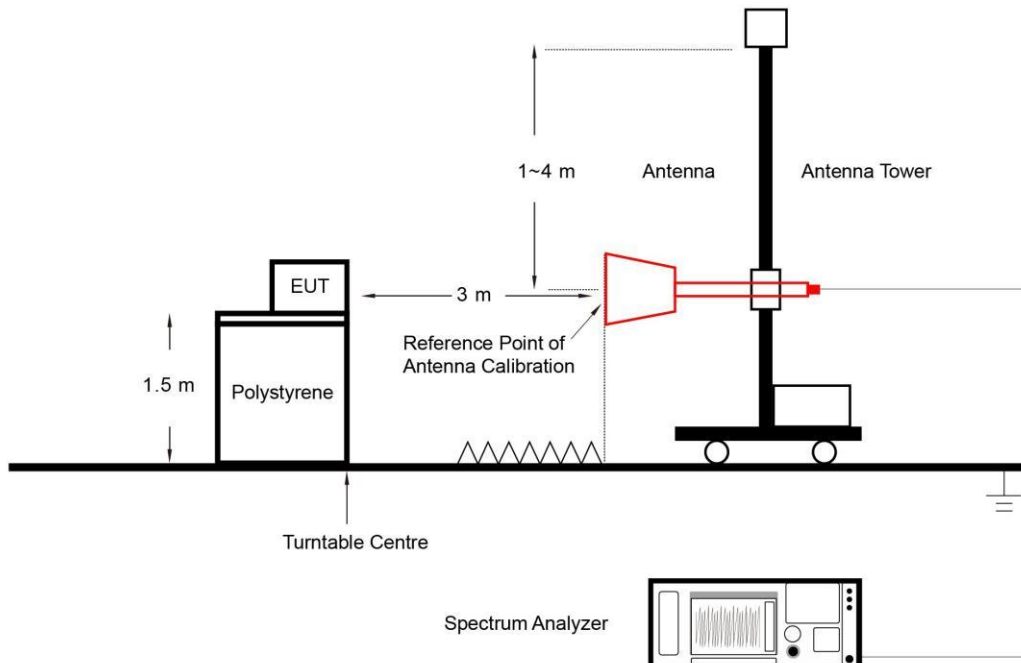 1~4 m
Antenna
Antenna Tower
EUT
3 m
Reference Point of
Antenna Calibration
1.5 m
Polystyrene
Turntable Centre
Spectrum Analyzer